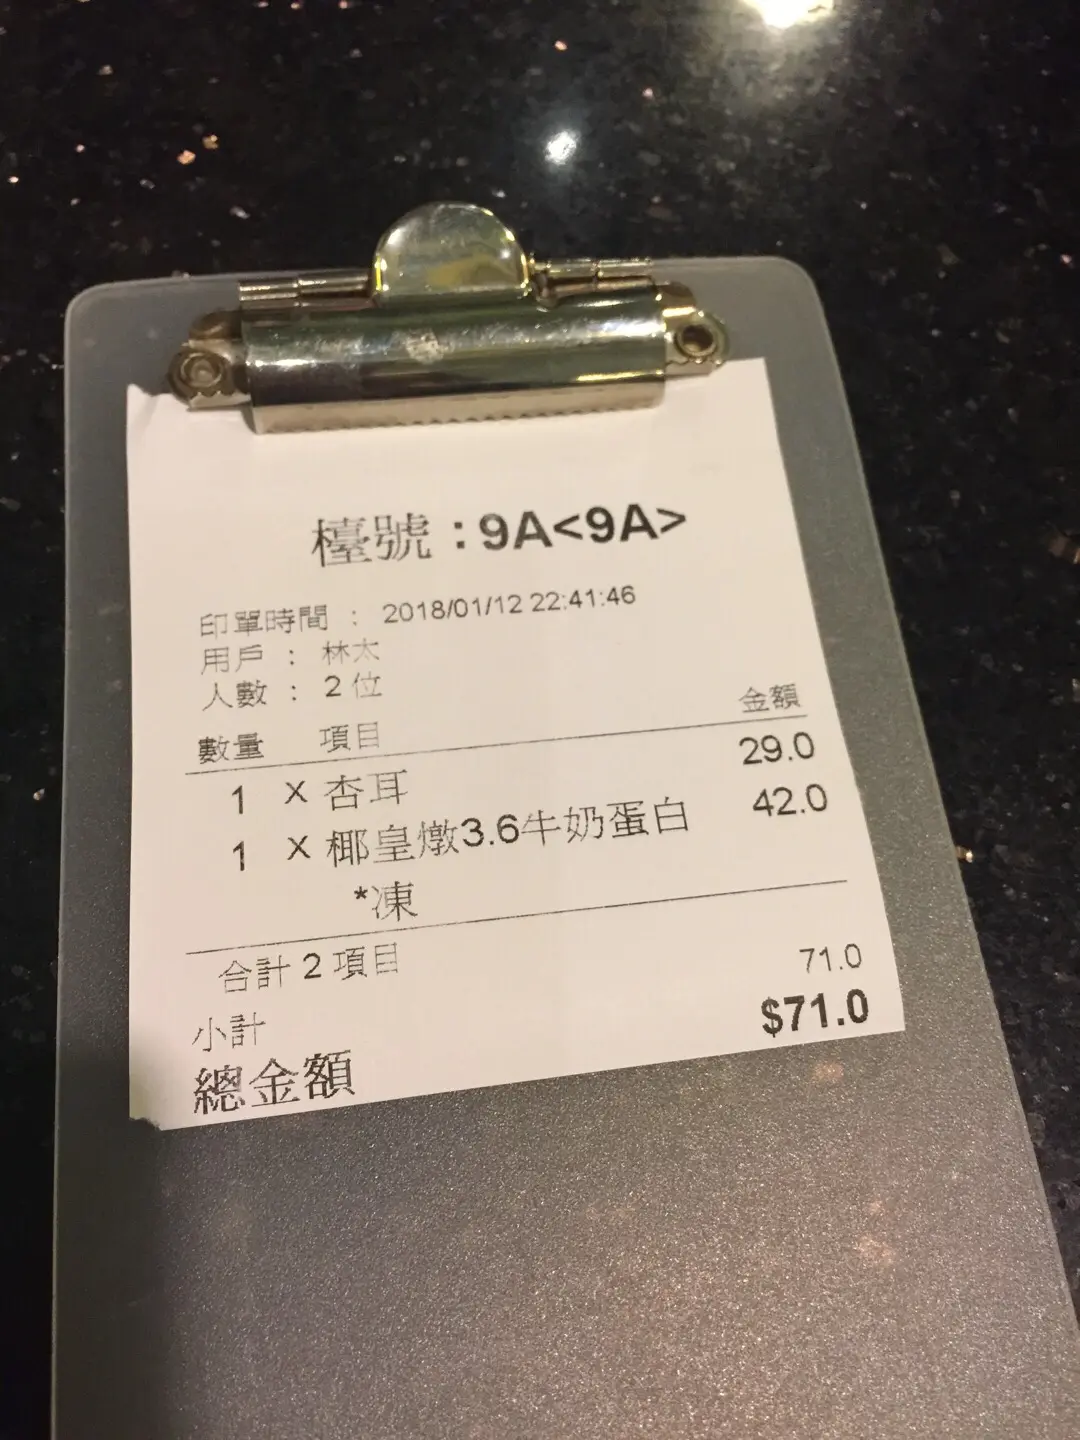 檯號 : 9A<9A>
印單時間 : 2018/01/12 22:41:46
用戶 : 林太
人數 : 2 位
數量 項目 金額
1 X 杏耳 29.0
1 X 椰皇燉3.6牛奶蛋白 42.0
*凍
合計 2 項目 71.0
小計 $71.0
總金額